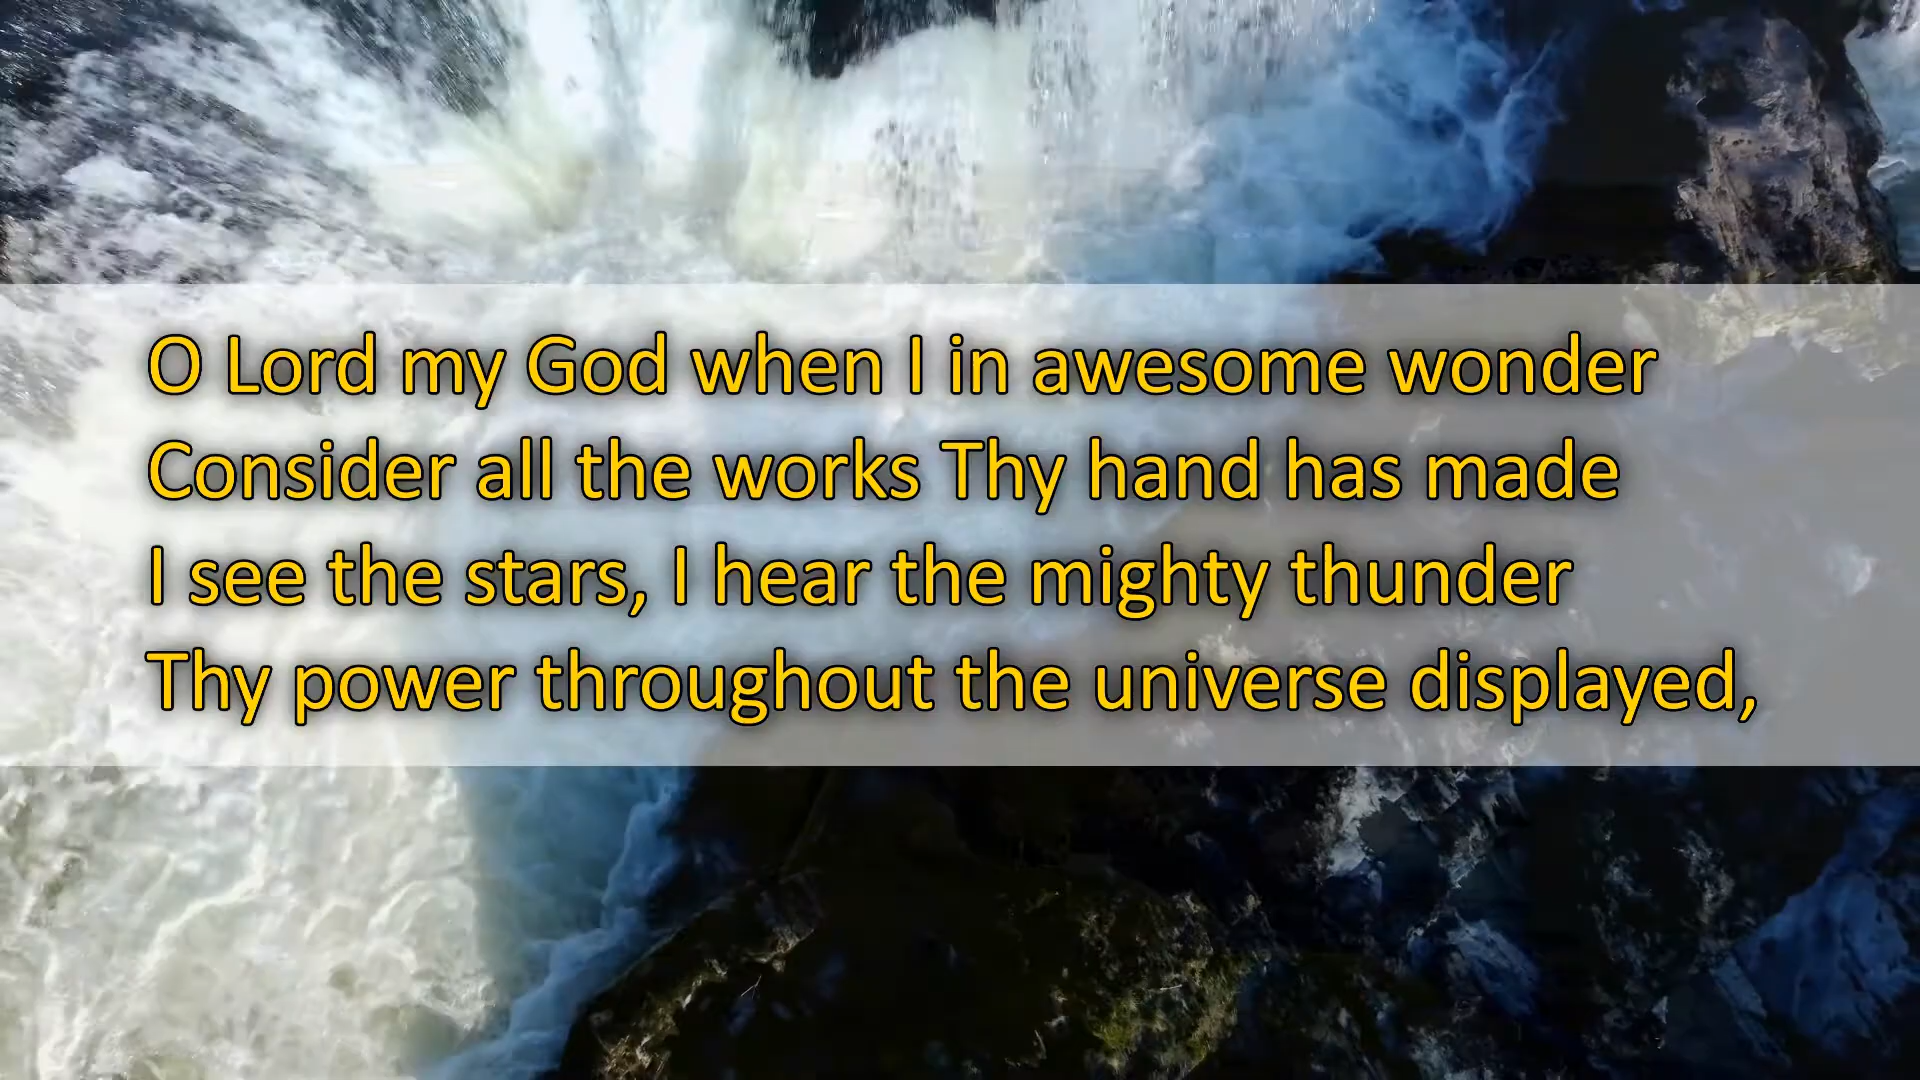 O Lord my God when I in awesome wonder
Consider all the works Thy hand has made
I see the stars, I hear the mighty thunder
Thy power throughout the universe displayed,